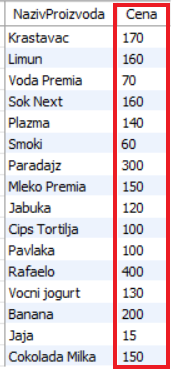 NazivProizvoda Cena
Krastavac 170
Limun 160
Voda Premia 70
Sok Next 160
Plazma 140
Smoki 60
Paradajz 300
Mleko Premia 150
Jabuka 120
Cips Tortilja 100
Pavlaka 100
Rafaelo 400
Vocni jogurt 130
Banana 200
Jaja 15
Cokolada Milka 150